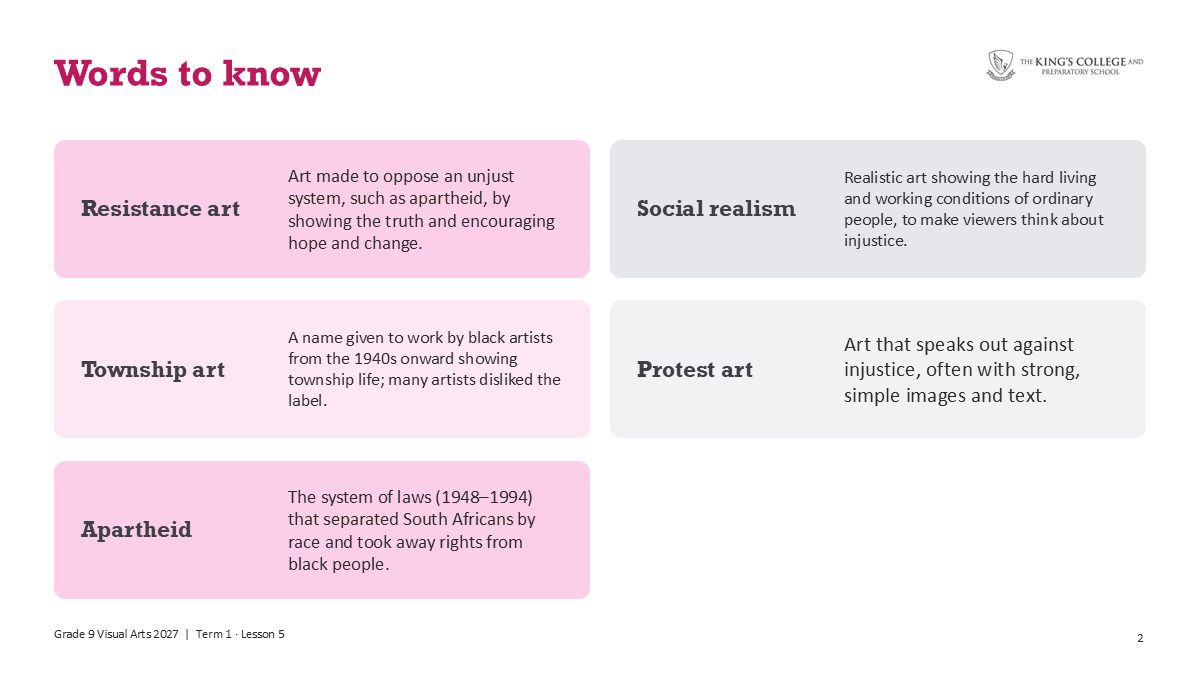 Words to know
THE KING'S COLLEGE AND
PREPARATORY SCHOOL
Resistance art
Art made to oppose an unjust
system, such as apartheid, by
showing the truth and encouraging
hope and change.
Social realism
Realistic art showing the hard living
and working conditions of ordinary
people, to make viewers think about
injustice.
Township art
A name given to work by black artists
from the 1940s onward showing
township life; many artists disliked the
label.
Protest art
Art that speaks out against
injustice, often with strong,
simple images and text.
Apartheid
The system of laws (1948–1994)
that separated South Africans by
race and took away rights from
black people.
Grade 9 Visual Arts 2027 | Term 1 · Lesson 5
2